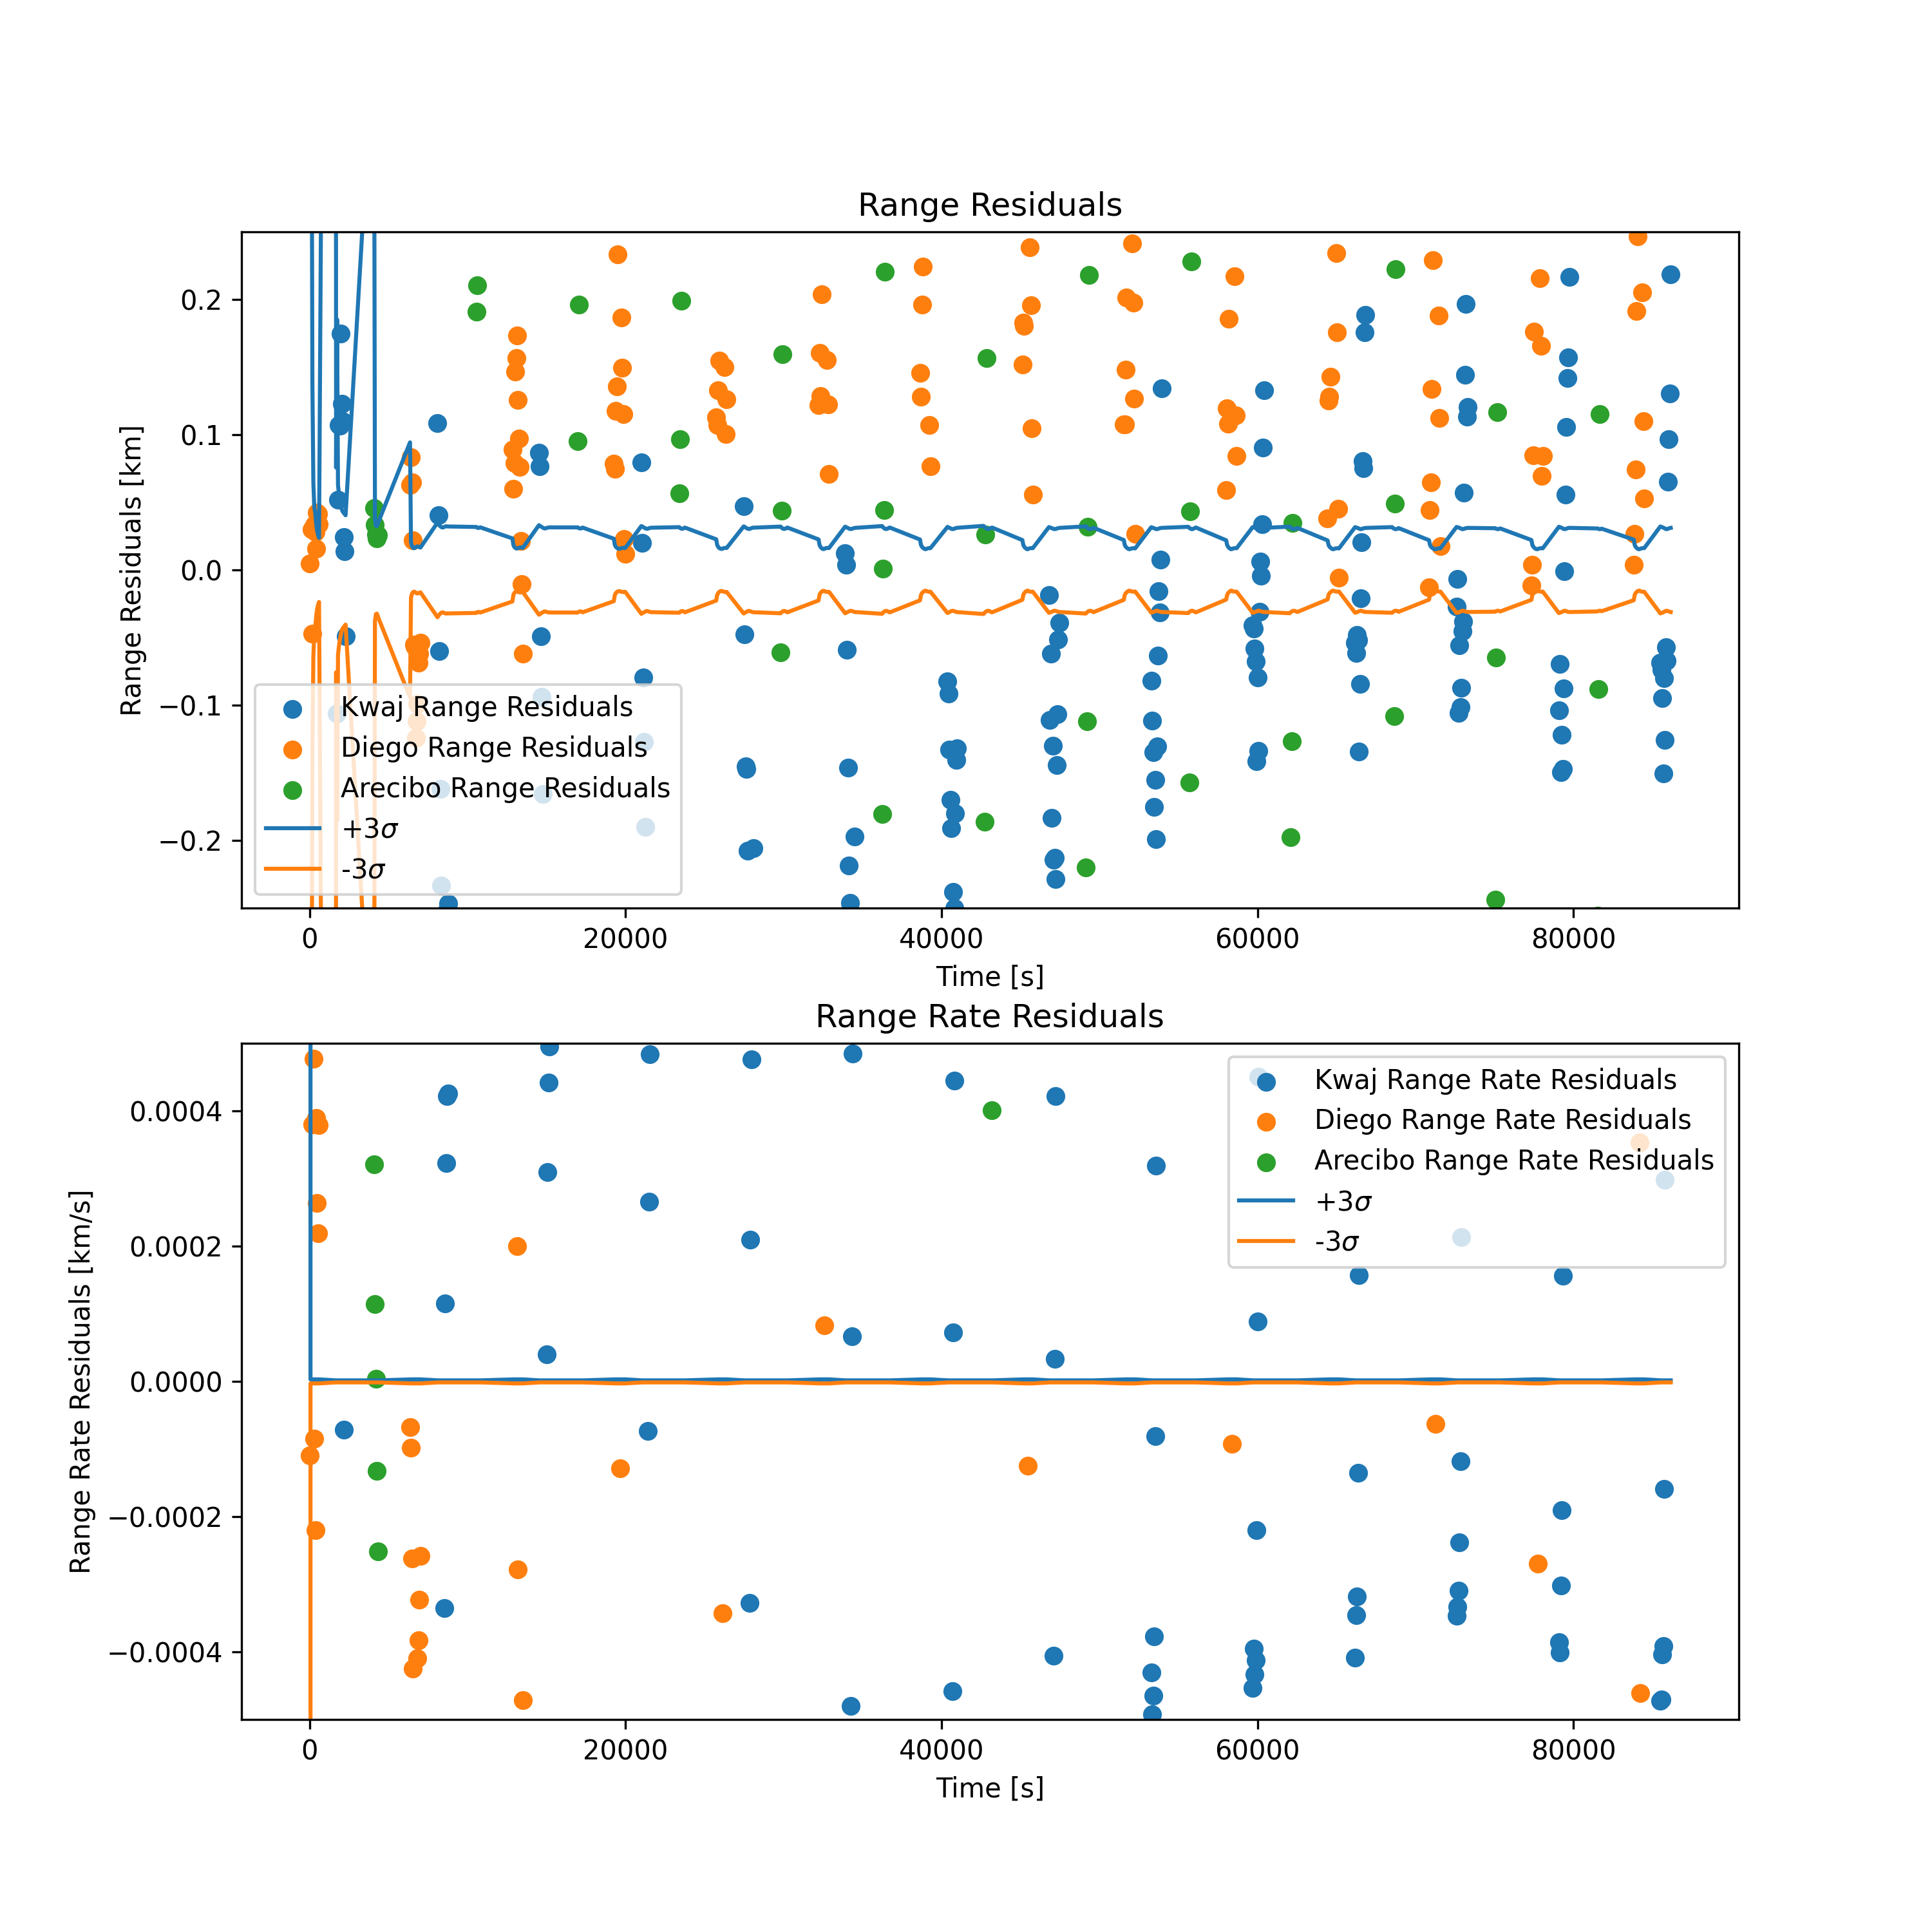 Range Residuals
Range Residuals [km]
0.2
0.1
0.0
−0.1
−0.2
Kwaj Range Residuals
Diego Range Residuals
Arecibo Range Residuals
+3σ
-3σ
0 20000 40000 60000 80000
Time [s]
Range Rate Residuals
Range Rate Residuals [km/s]
0.0004
0.0002
0.0000
−0.0002
−0.0004
Kwaj Range Rate Residuals
Diego Range Rate Residuals
Arecibo Range Rate Residuals
+3σ
-3σ
0 20000 40000 60000 80000
Time [s]